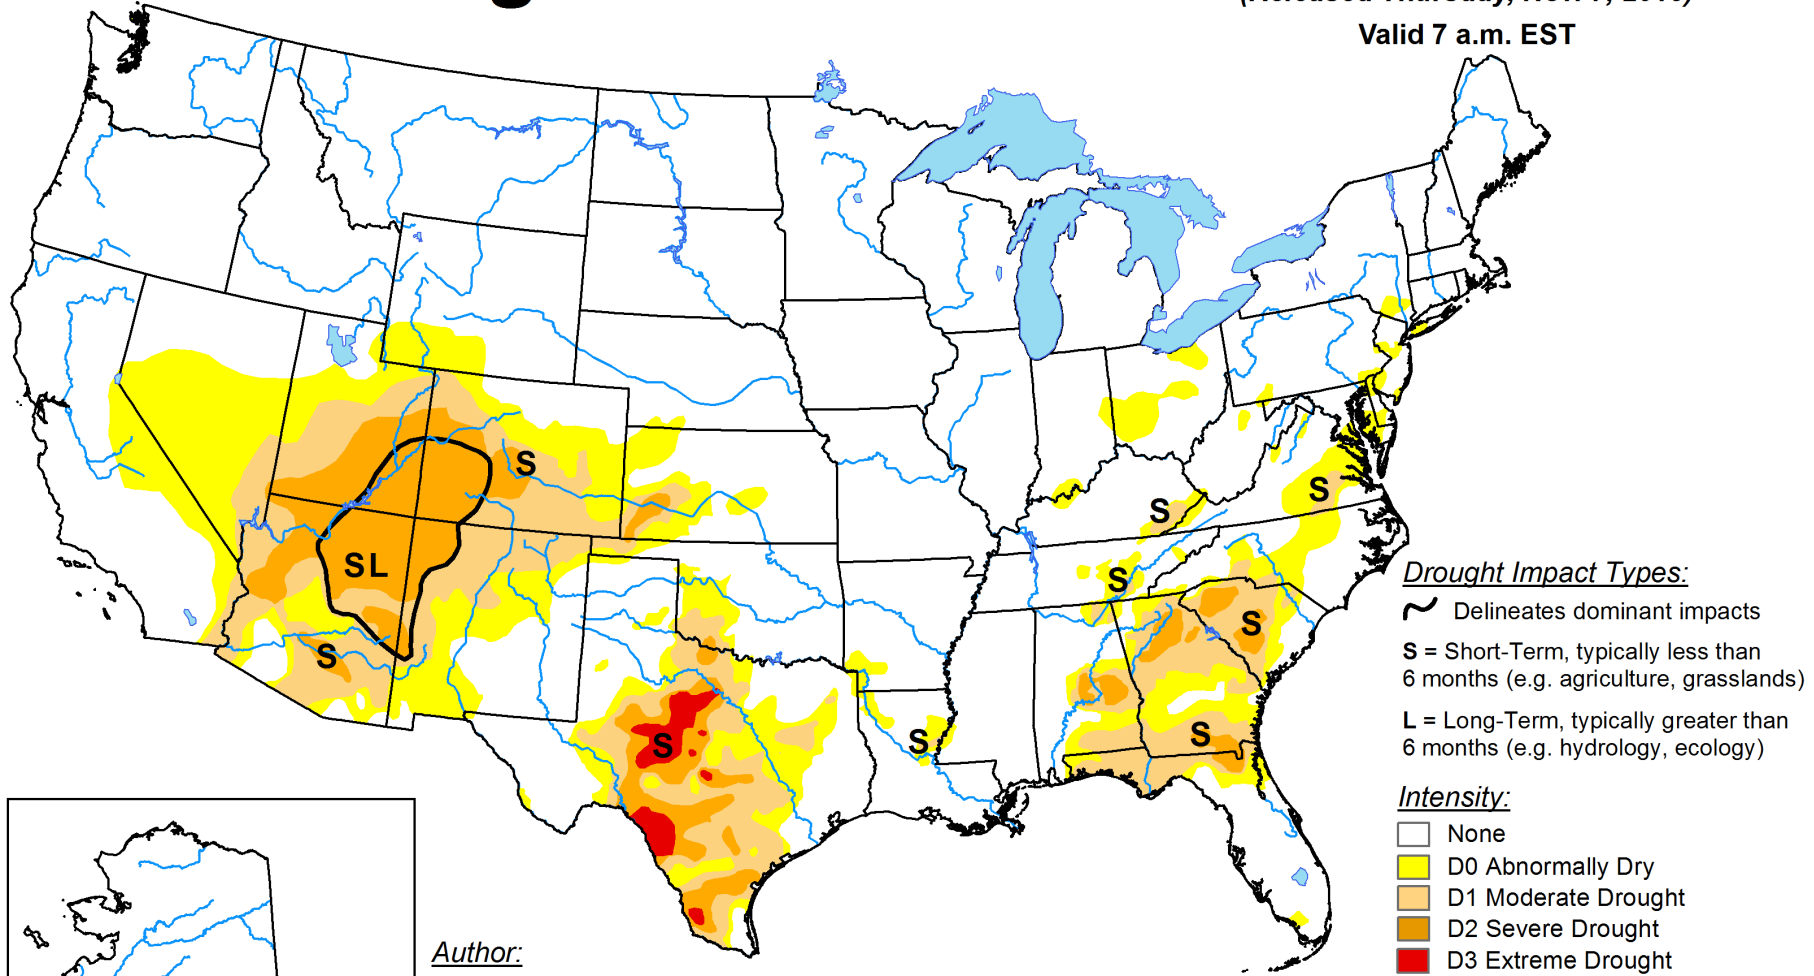 Valid 7 a.m. EST
S
S
S
S
SL
S
S
S
S
S
S
Drought Impact Types:
Delineates dominant impacts
S = Short-Term, typically less than
6 months (e.g. agriculture, grasslands)
L = Long-Term, typically greater than
6 months (e.g. hydrology, ecology)
Intensity:
None
D0 Abnormally Dry
D1 Moderate Drought
D2 Severe Drought
D3 Extreme Drought
Author: